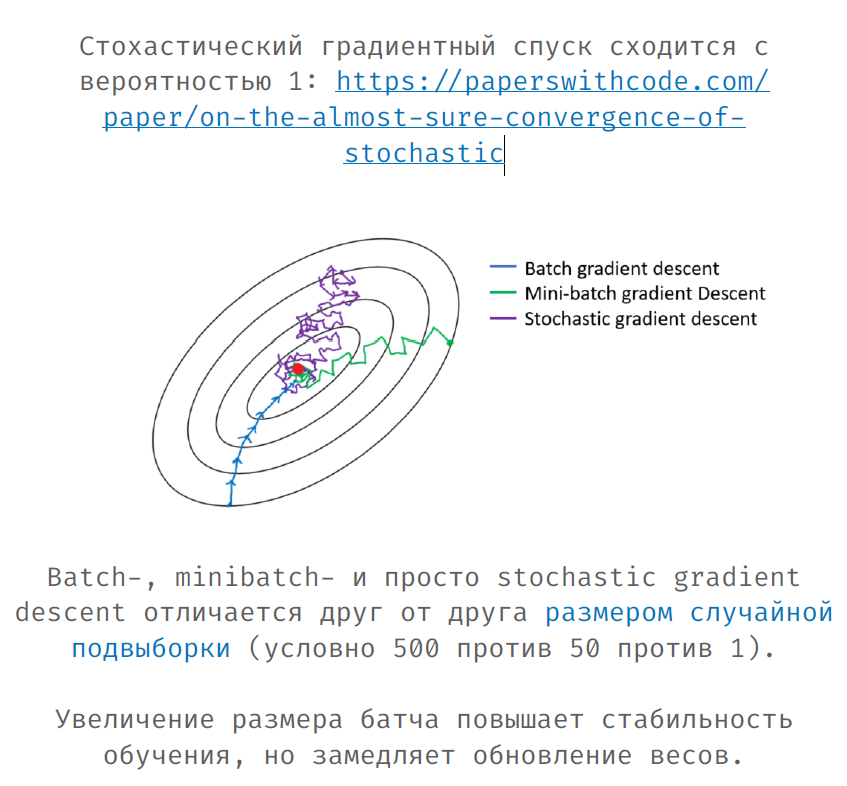 Стохастический градиентный спуск сходится с
вероятностью 1: https://paperswithcode.com/
paper/on-the-almost-sure-convergence-of-
stochastic
Batch gradient descent
Mini-batch gradient Descent
Stochastic gradient descent
Batch-, minibatch- и просто stochastic gradient
descent отличается друг от друга размером случайной
подвыборки (условно 500 против 50 против 1).
Увеличение размера батча повышает стабильность
обучения, но замедляет обновление весов.